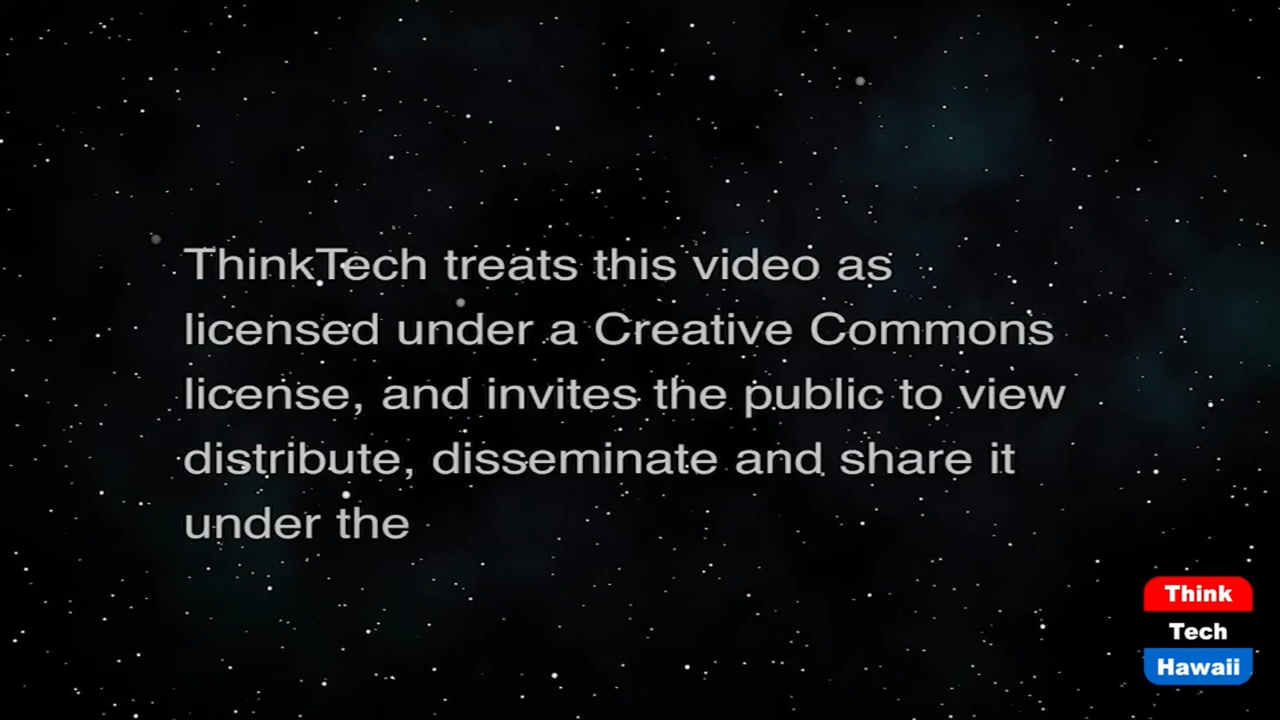 ThinkTech treats this video as
licensed under a Creative Commons
license, and invites the public to view
distribute, disseminate and share it
under the
Think
Tech
Hawaii